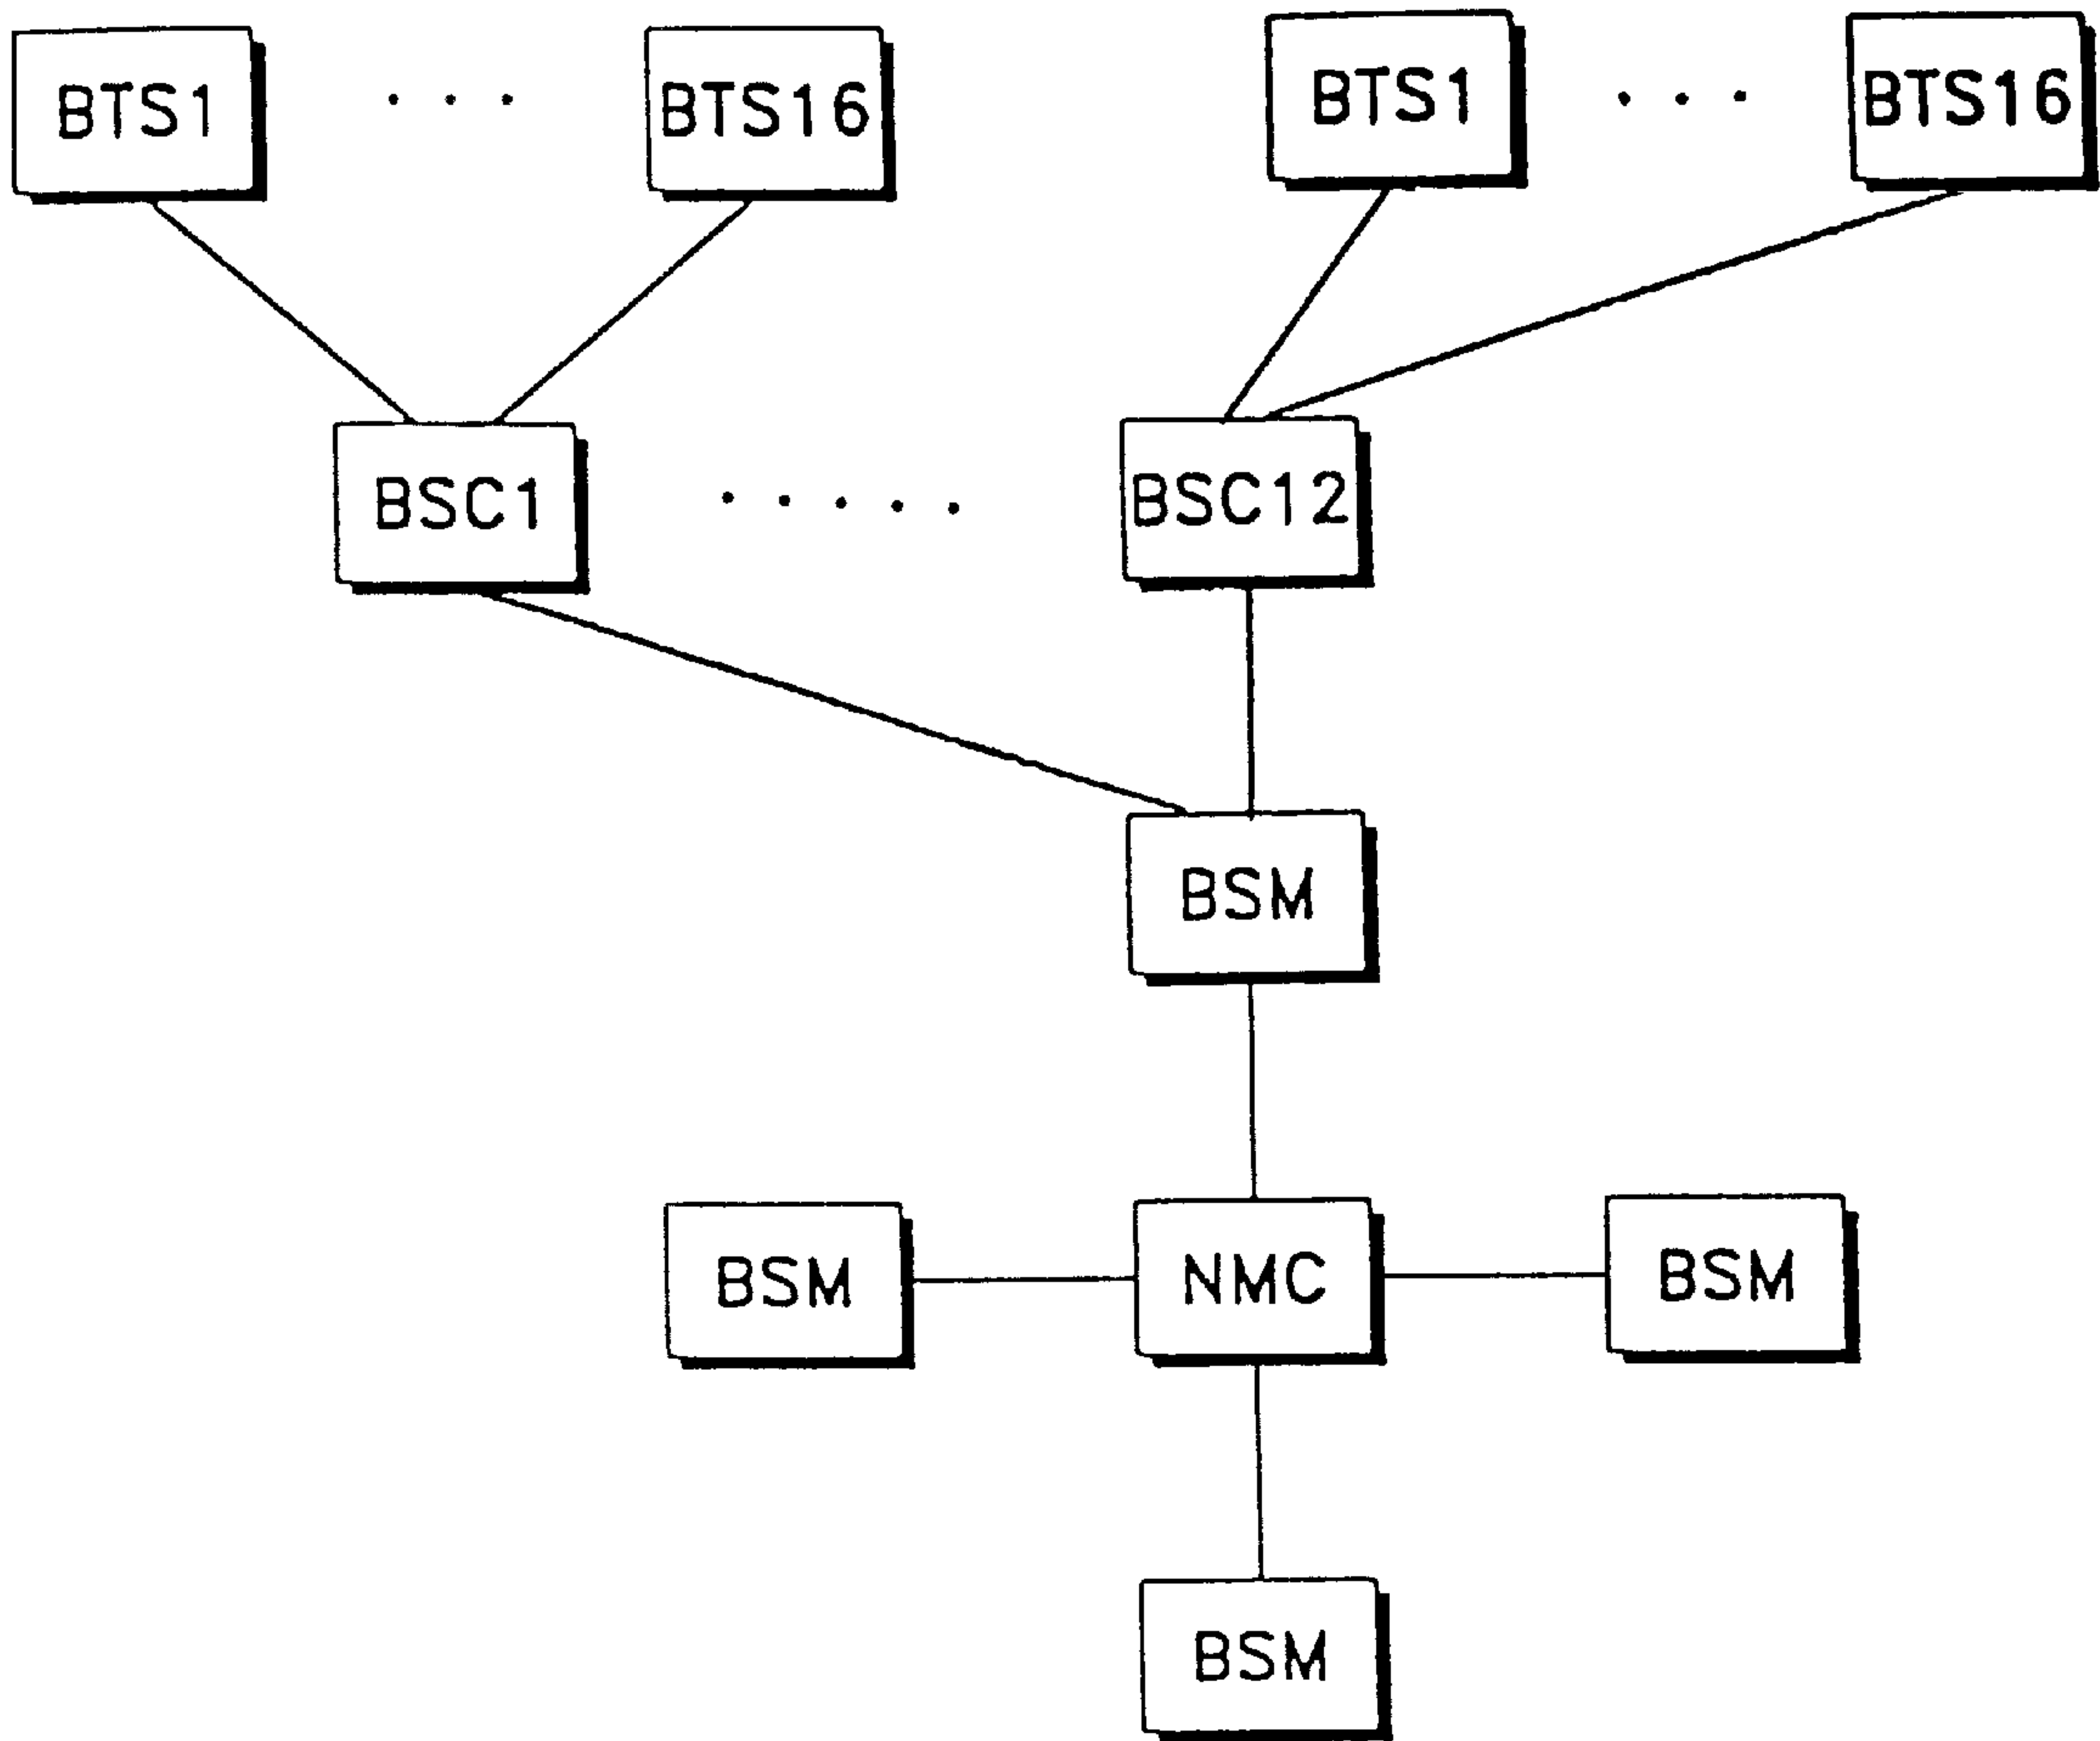 BTS1 . . . BTS16 BTS1 . . . BTS16
BSC1 . . . . . BSC12
BSM
BSM NMC BSM
BSM